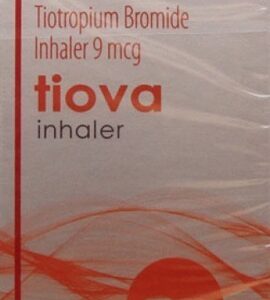 Tiotropium Bromide
Inhaler 9 mcg
tiova
inhaler